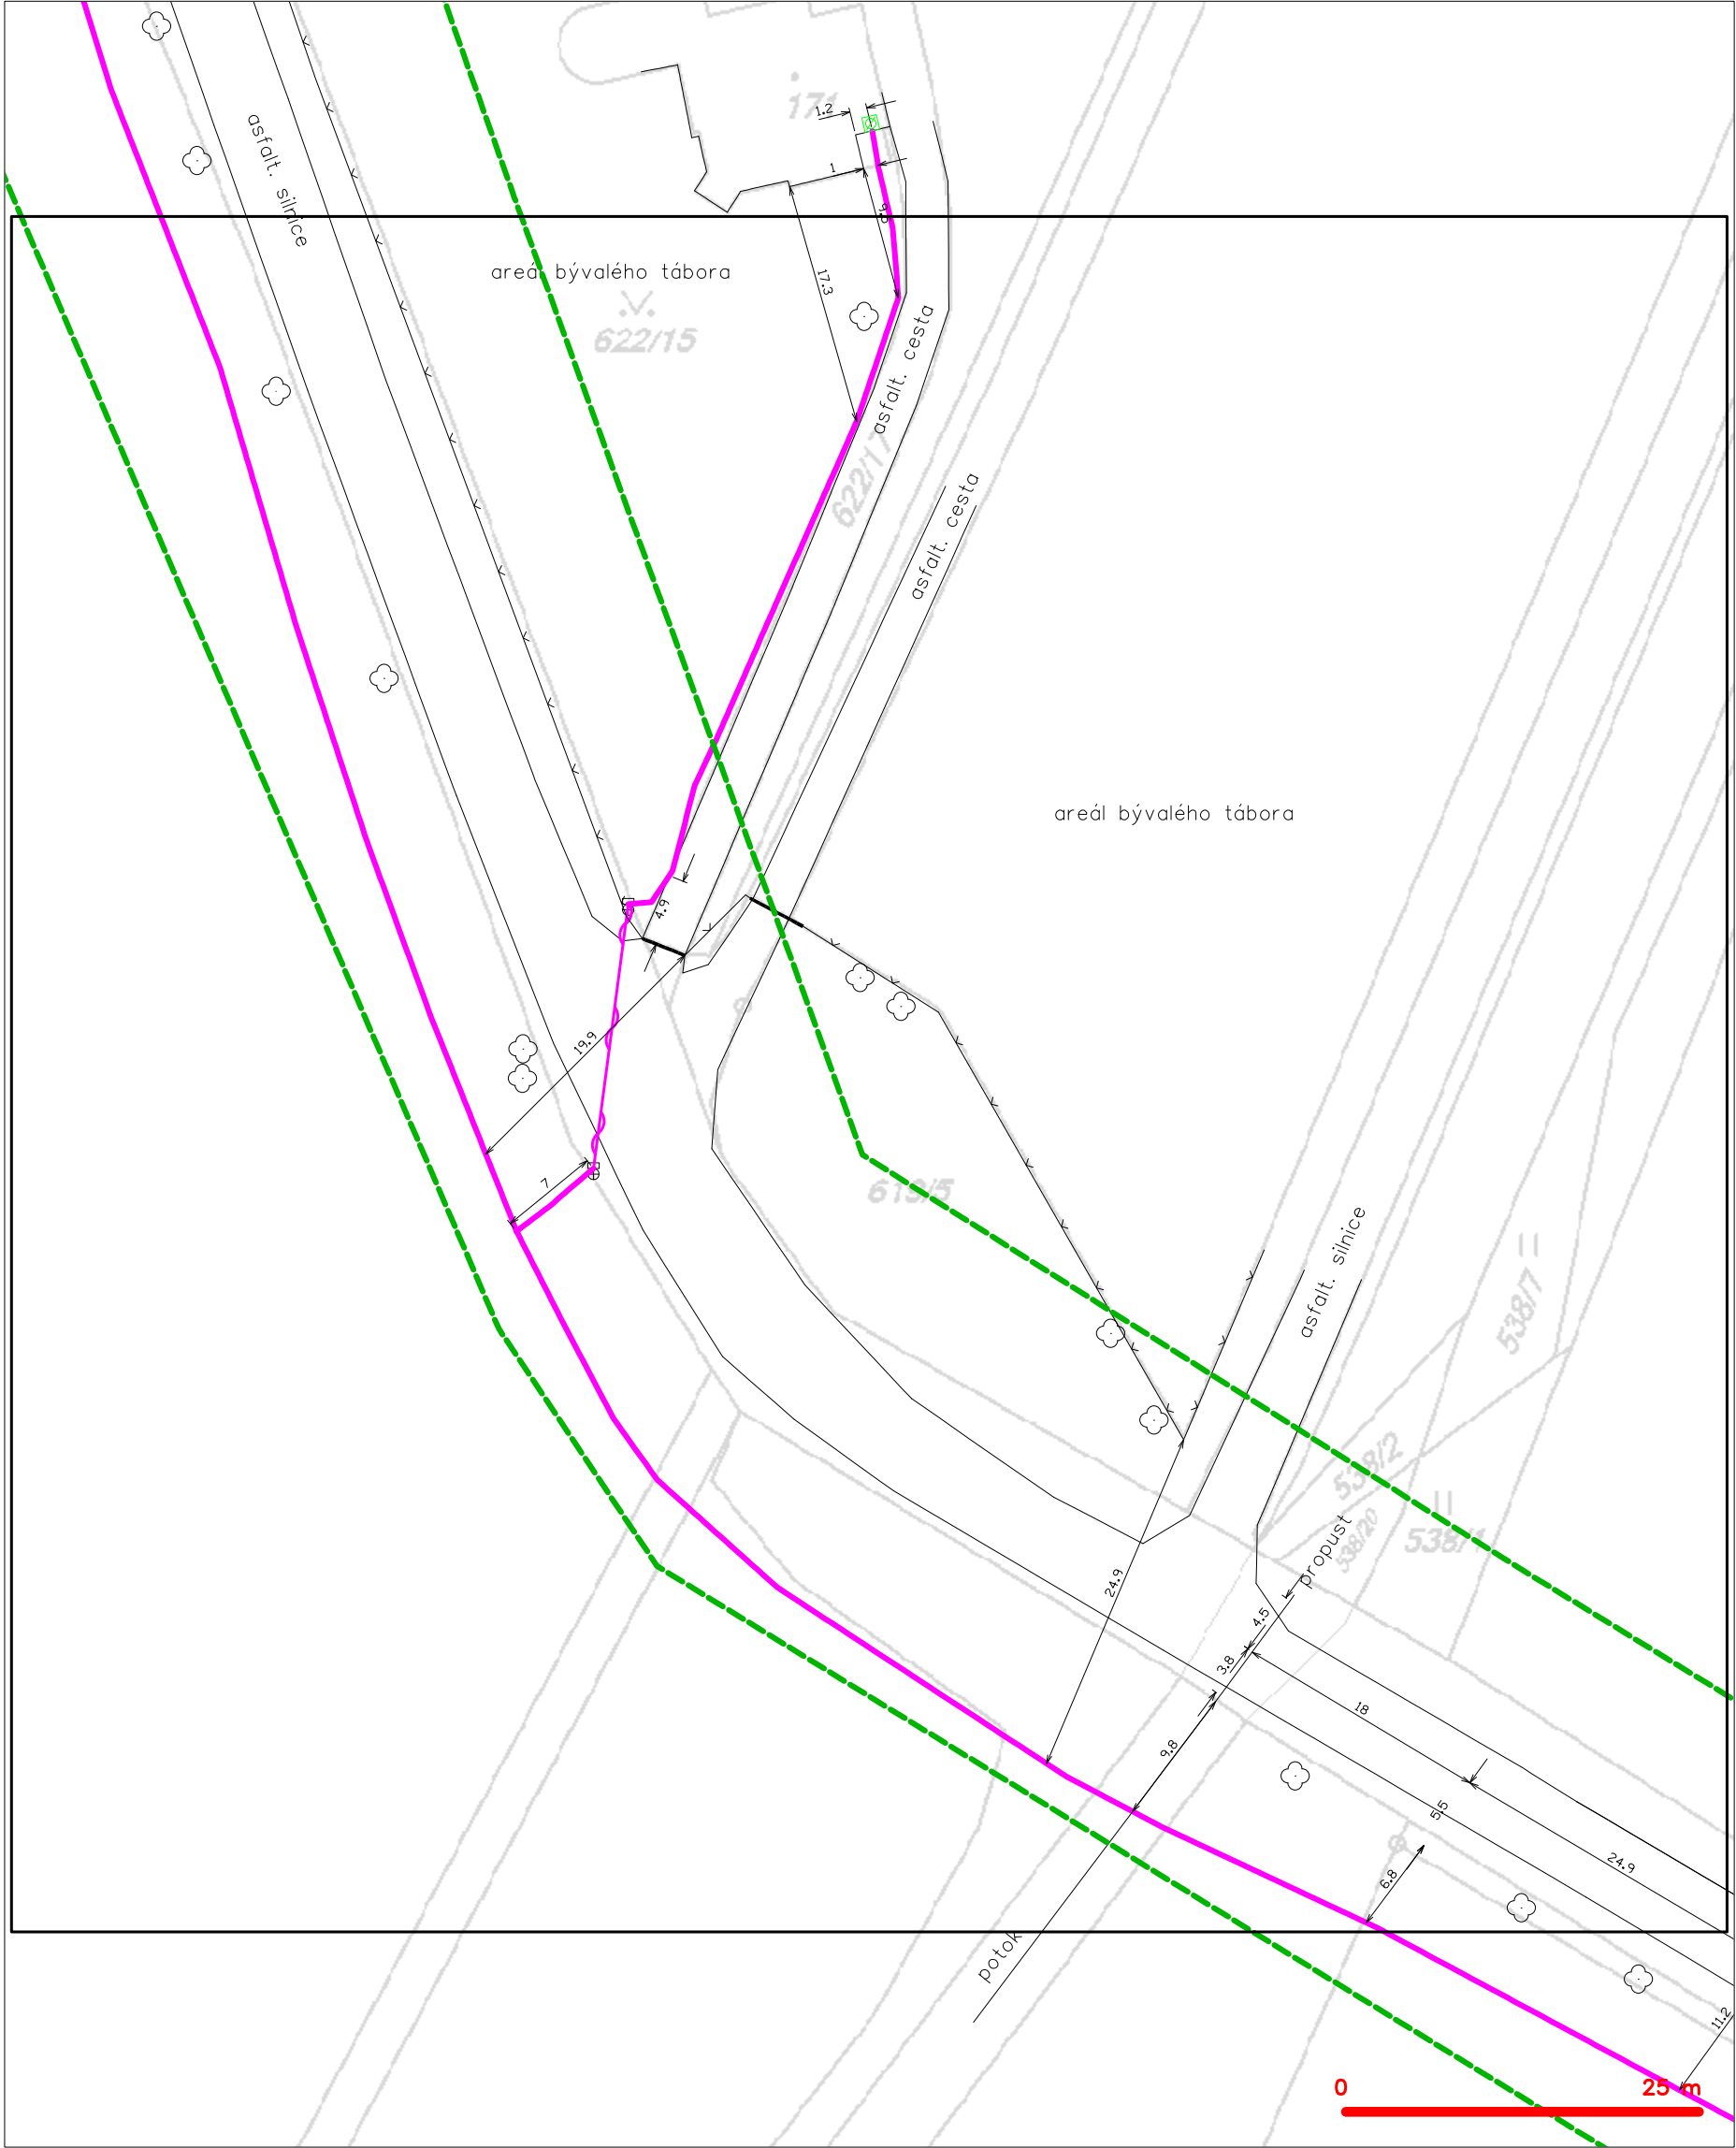 171
1.2
1
9.6
asfalt. silnice
areál bývalého tábora
17.3
622/15
asfalt. cesta
622/17
asfalt. cesta
areál bývalého tábora
4.9
19.9
7
619/5
asfalt. silnice
538/7
538/2
538/20
538/1
propust
24.9
4.5
3.8
18
9.8
5.5
24.9
6.8
potok
11.2
0
25 m